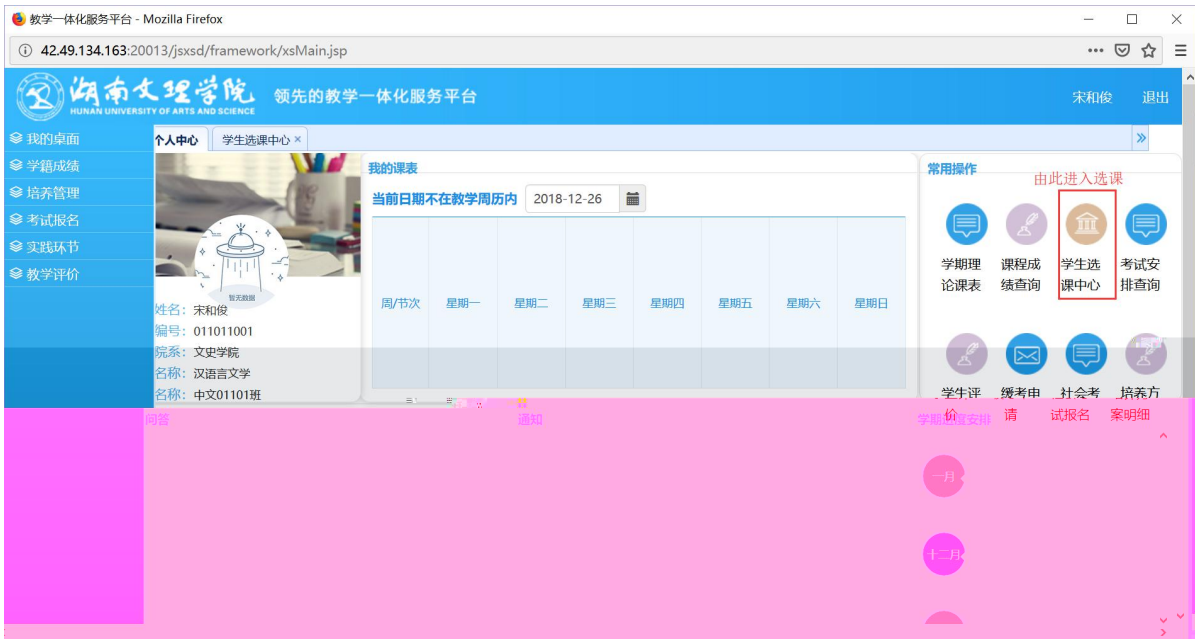 教学一体化服务平台 - Mozilla Firefox
42.49.134.163:20013/jsxsd/framework/xsMain.jsp
湖南文理学院
HUNAN UNIVERSITY OF ARTS AND SCIENCE
领先的教学一体化服务平台
宋和俊 退出
我的桌面
学籍成绩
培养管理
考试报名
实践环节
教学评价
个人中心 学生选课中心 ×
暂无数据
姓名: 宋和俊
编号: 011011001
院系: 文史学院
名称: 汉语言文学
名称: 中文01101班
我的课表
当前日期不在教学周历内 2018-12-26
周/节次 星期一 星期二 星期三 星期四 星期五 星期六 星期日
常用操作
由此进入选课
学期理论课表
课程成绩查询
学生选课中心
考试安排查询
学生评价
缓考申请
社会考试报名
培养方案明细
问答
通知
学期进度安排
一月
十二月